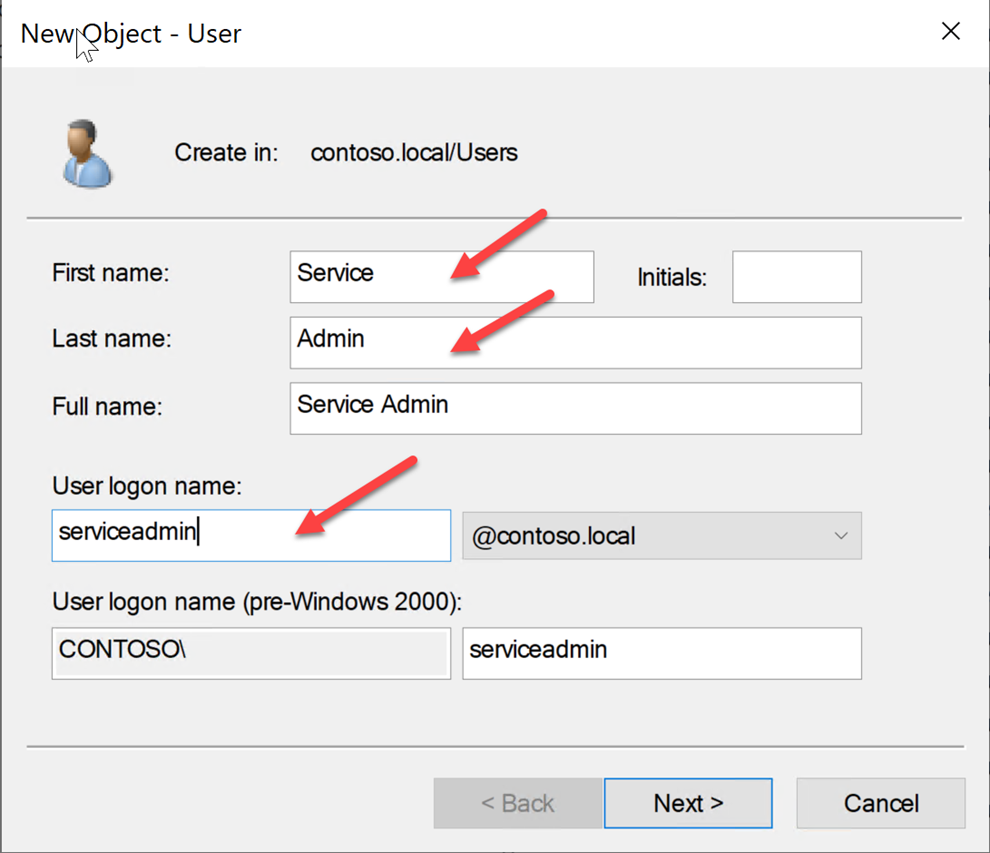 New Object - User
Create in: contoso.local/Users
First name: Service Initials:
Last name: Admin
Full name: Service Admin
User logon name:
serviceadmin @contoso.local
User logon name (pre-Windows 2000):
CONTOSO\ serviceadmin
< Back Next > Cancel